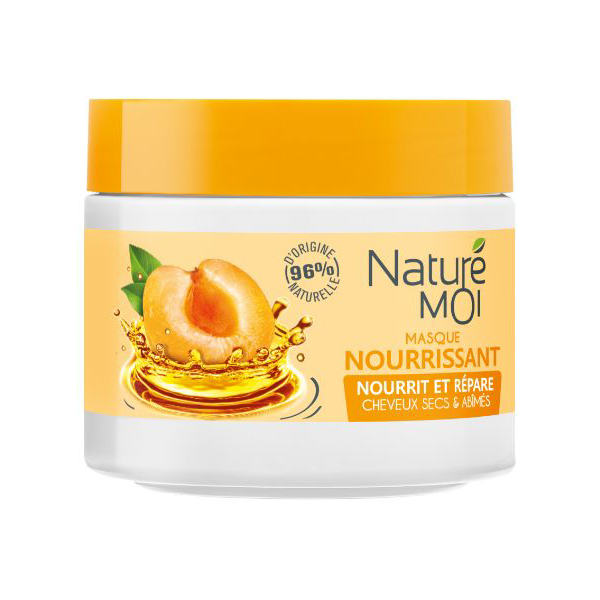 D'ORIGINE
96%
NATURELLE
Naturé
MOi
MASQUE
NOURRISSANT
NOURRIT ET RÉPARE
CHEVEUX SECS & ABÎMÉS